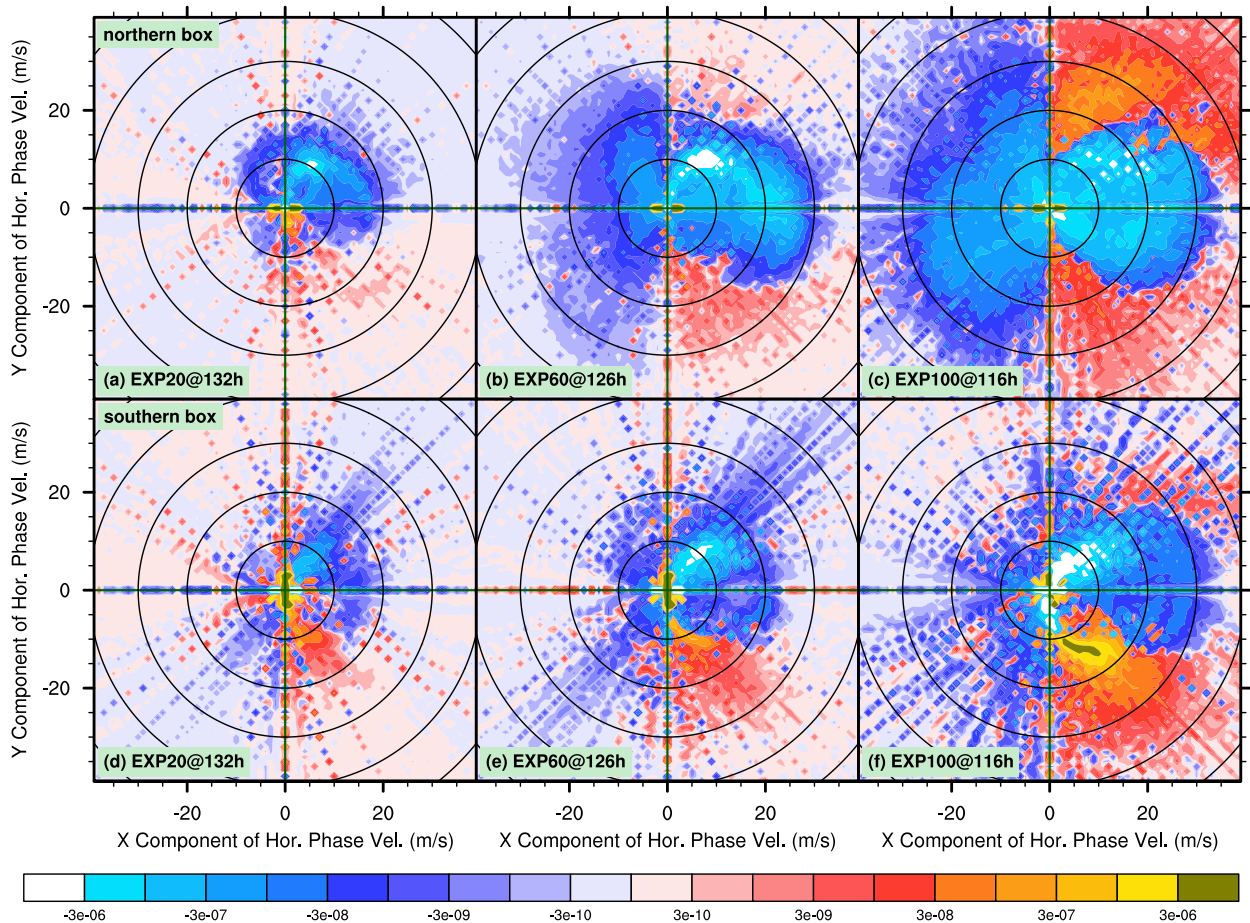 northern box
20
0
-20
Y Component of Hor. Phase Vel. (m/s)
(a) EXP20@132h
(b) EXP60@126h
(c) EXP100@116h
southern box
20
0
-20
Y Component of Hor. Phase Vel. (m/s)
(d) EXP20@132h
(e) EXP60@126h
(f) EXP100@116h
-20 0 20 -20 0 20 -20 0 20
X Component of Hor. Phase Vel. (m/s) X Component of Hor. Phase Vel. (m/s) X Component of Hor. Phase Vel. (m/s)
-3e-06 -3e-07 -3e-08 -3e-09 -3e-10 3e-10 3e-09 3e-08 3e-07 3e-06